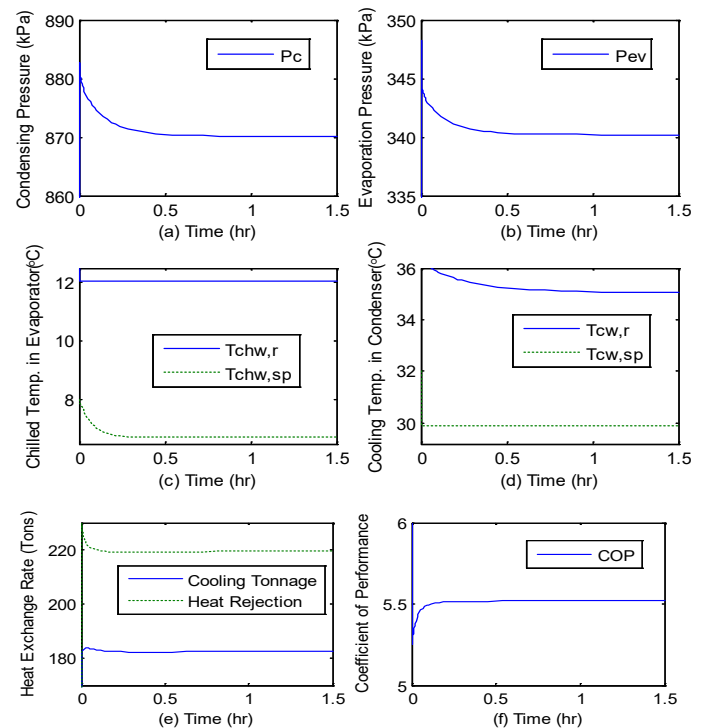 890
880
870
860
Condensing Pressure (kPa)
Pc
0
0.5
1
1.5
(a) Time (hr)
350
345
340
335
Evaporation Pressure (kPa)
Pev
0
0.5
1
1.5
(b) Time (hr)
12
8
Chilled Temp. in Evaporator(°C)
Tchw,r
Tchw,sp
0
0.5
1
1.5
(c) Time (hr)
36
34
32
30
Cooling Temp. in Condenser(°C)
Tcw,r
Tcw,sp
0
0.5
1
1.5
(d) Time (hr)
220
200
180
Heat Exchange Rate (Tons)
Cooling Tonnage
Heat Rejection
0
0.5
1
1.5
(e) Time (hr)
6
5.5
5
Coefficient of Performance
COP
0
0.5
1
1.5
(f) Time (hr)